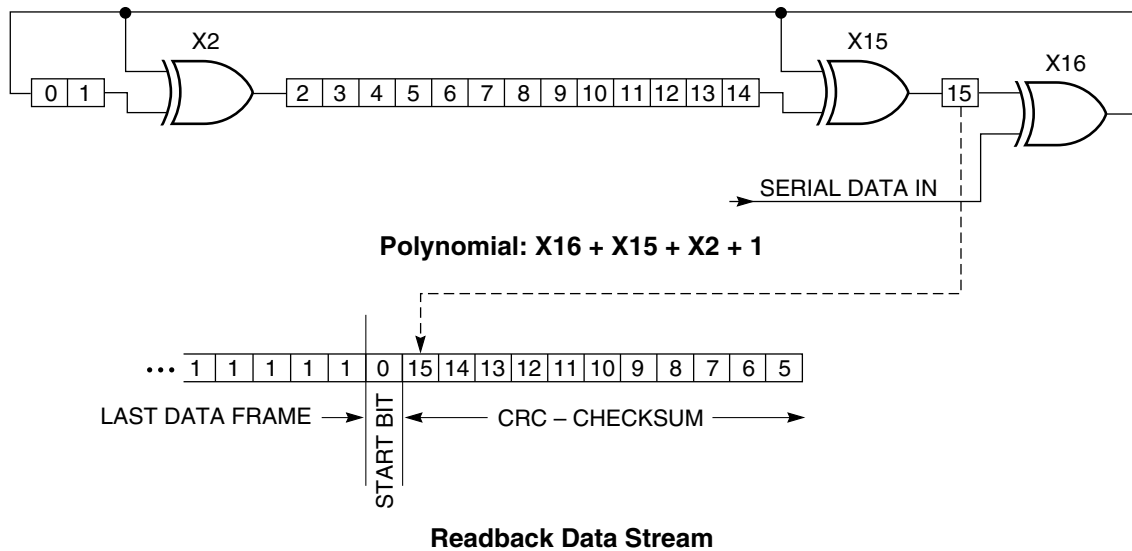 X2
X15
X16
0 1
2 3 4 5 6 7 8 9 10 11 12 13 14
15
SERIAL DATA IN
Polynomial: X16 + X15 + X2 + 1
••• 1 1 1 1 1 0 15 14 13 12 11 10 9 8 7 6 5
LAST DATA FRAME
START BIT
CRC – CHECKSUM
Readback Data Stream